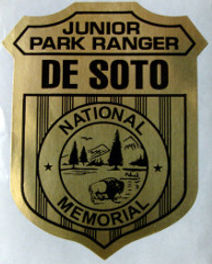 JUNIOR
PARK RANGER
DE SOTO
NATIONAL
MEMORIAL